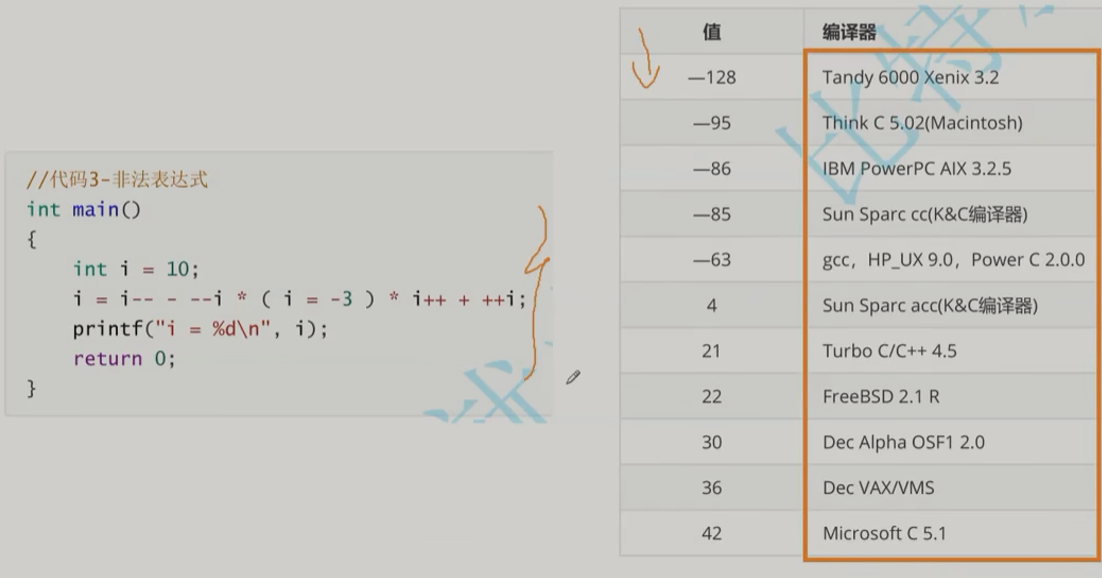 //代码3-非法表达式
int main()
{
int i = 10;
i = i-- - --i * ( i = -3 ) * i++ + ++i;
printf("i = %d\n", i);
return 0;
}
值 编译器
—128 Tandy 6000 Xenix 3.2
—95 Think C 5.02(Macintosh)
—86 IBM PowerPC AIX 3.2.5
—85 Sun Sparc cc(K&C编译器)
—63 gcc，HP_UX 9.0，Power C 2.0.0
4 Sun Sparc acc(K&C编译器)
21 Turbo C/C++ 4.5
22 FreeBSD 2.1 R
30 Dec Alpha OSF1 2.0
36 Dec VAX/VMS
42 Microsoft C 5.1
比特